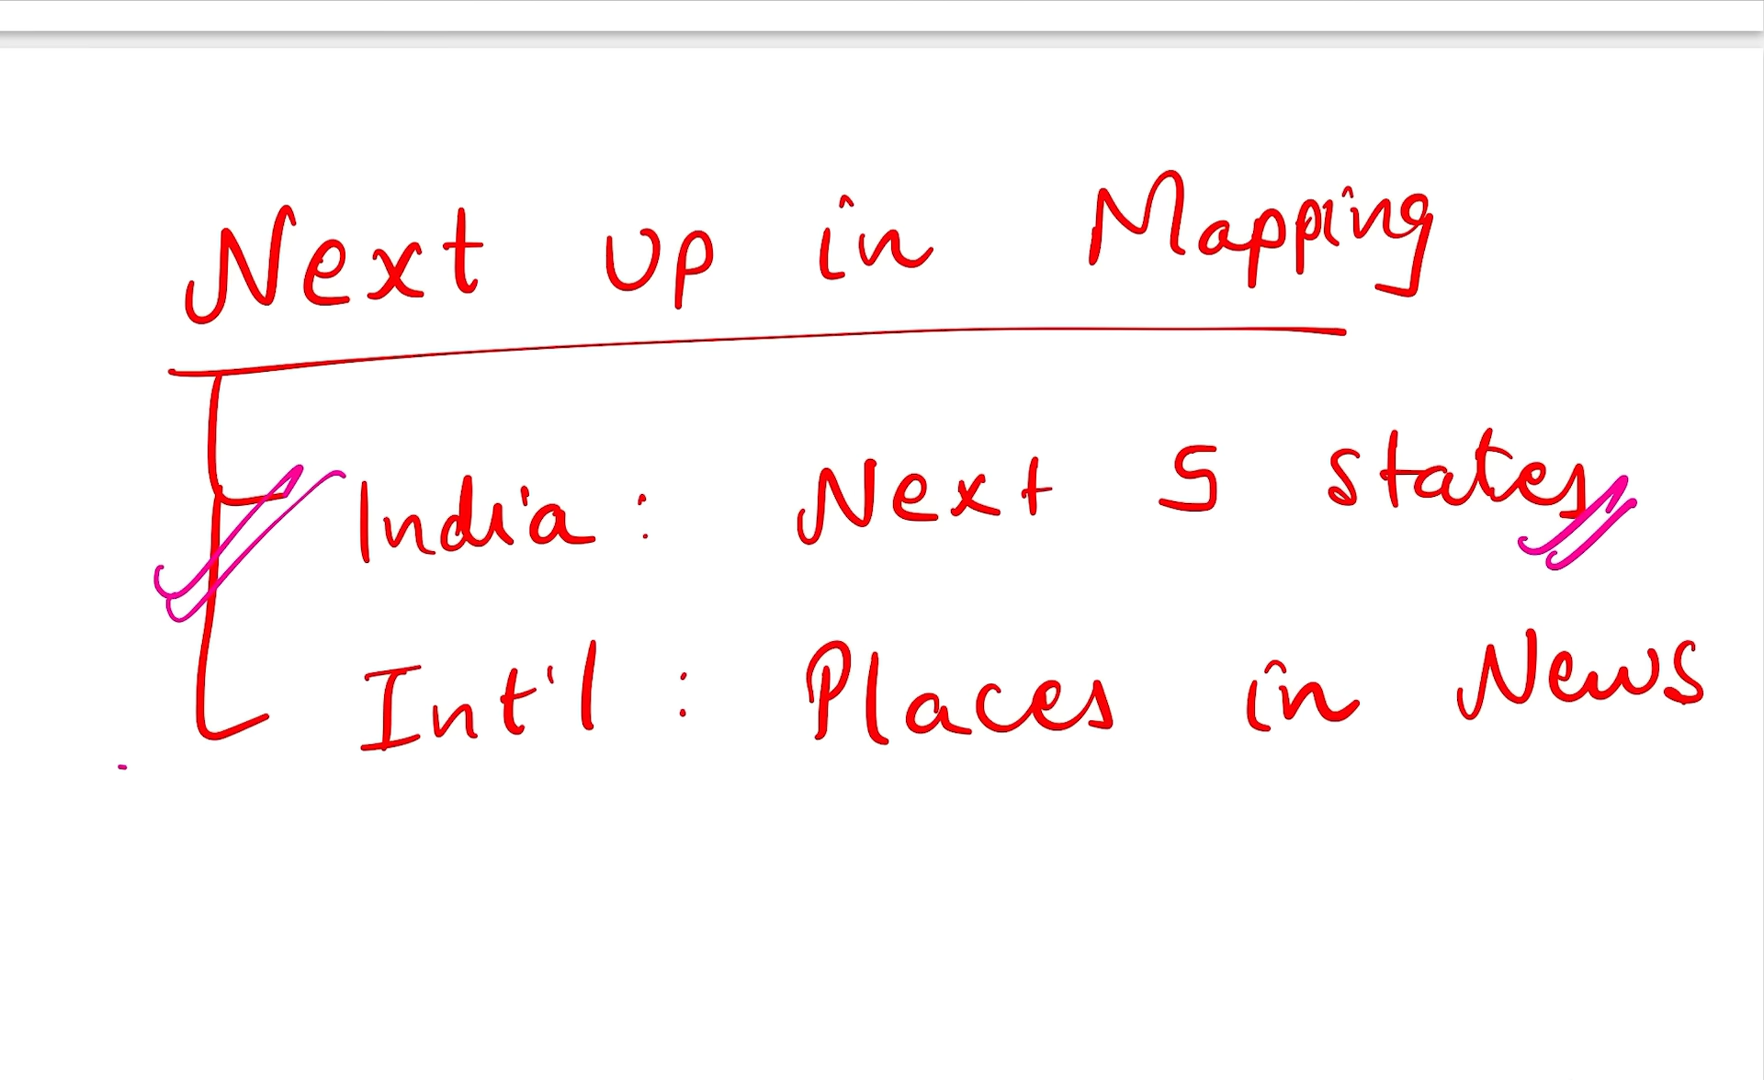 Next up in Mapping
India : Next 5 states
Int'l : Places in News